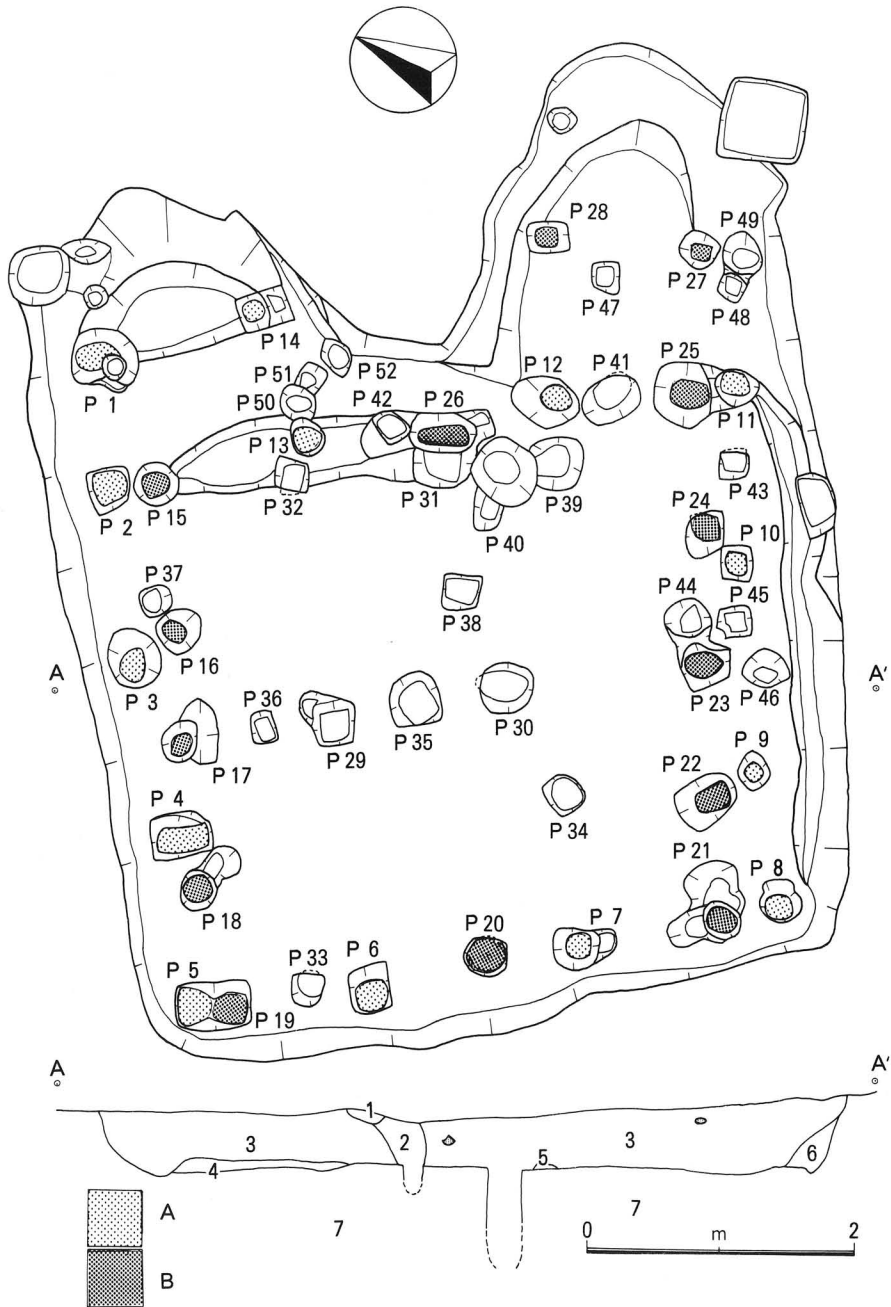 P 28
P 49
P 27
P 47
P 48
P 14
P 52
P 51
P 12
P 41
P 25
P 1
P 50
P 42
P 26
P 11
P 13
P 43
P 2
P 15
P 32
P 31
P 39
P 24
P 40
P 10
P 37
P 38
P 44
P 45
P 16
A
A'
P 3
P 23
P 46
P 36
P 30
P 29
P 35
P 17
P 9
P 22
P 4
P 34
P 21
P 8
P 18
P 20
P 7
P 33
P 6
P 5
P 19
A
A'
1
3
2
3
4
5
6
7
7
A
0
m
2
B